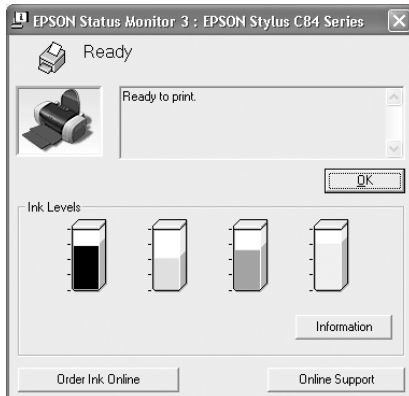 EPSON Status Monitor 3 : EPSON Stylus C84 Series
Ready
Ready to print.
OK
Ink Levels
Information
Order Ink Online
Online Support